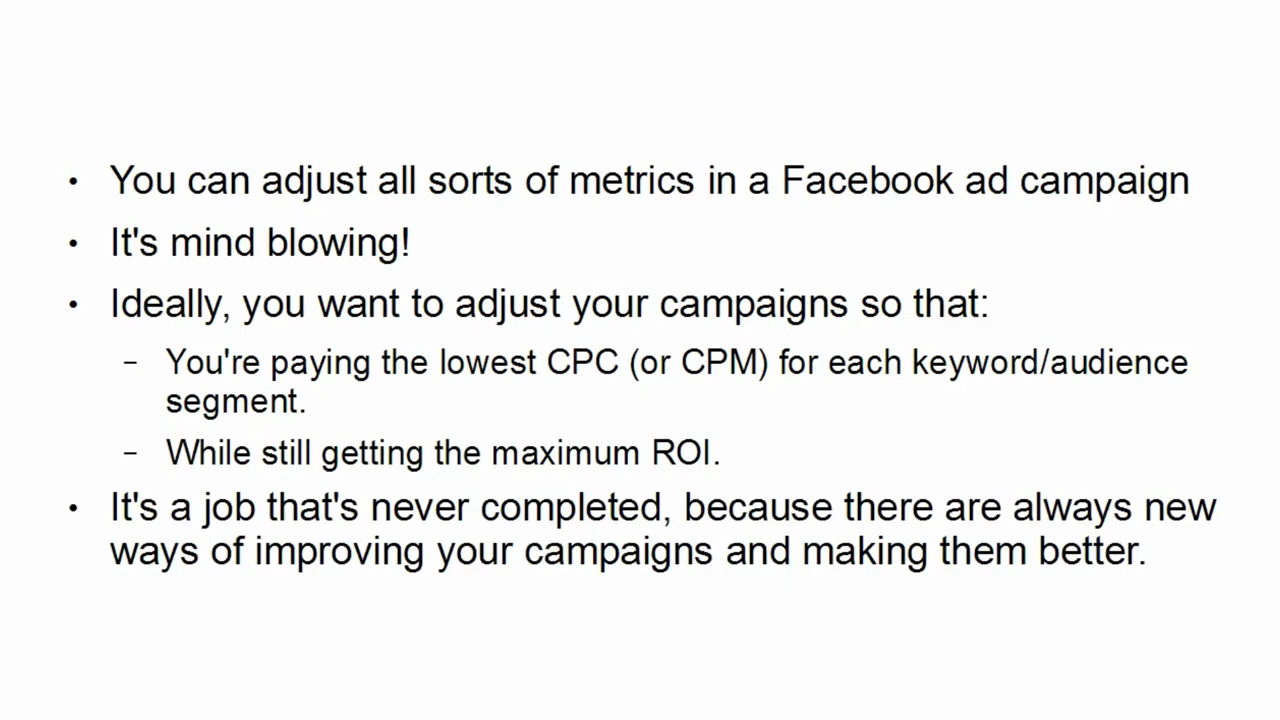 • You can adjust all sorts of metrics in a Facebook ad campaign
• It's mind blowing!
• Ideally, you want to adjust your campaigns so that:
– You're paying the lowest CPC (or CPM) for each keyword/audience
segment.
– While still getting the maximum ROI.
• It's a job that's never completed, because there are always new
ways of improving your campaigns and making them better.